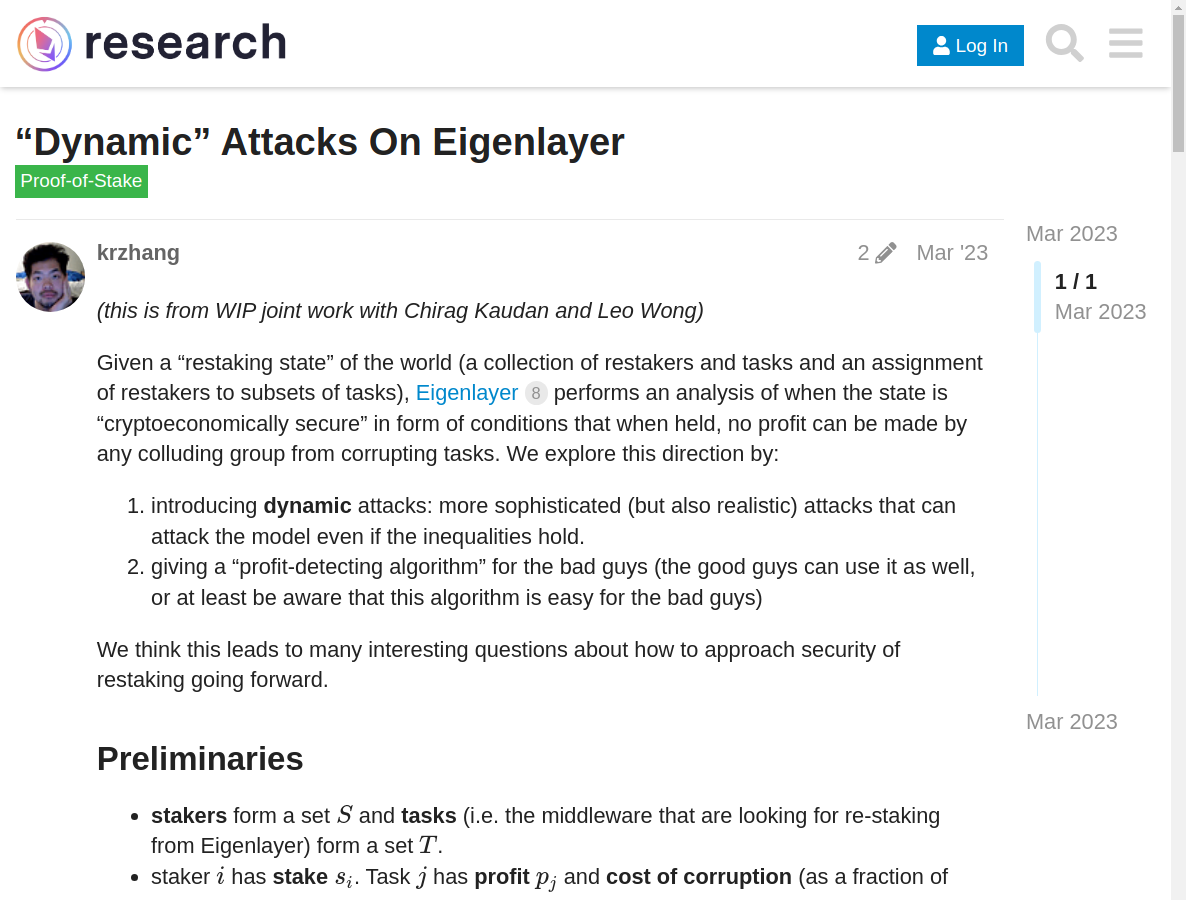 research
Log In
“Dynamic” Attacks On Eigenlayer
Proof-of-Stake
krzhang
2
Mar '23
Mar 2023
1 / 1
Mar 2023
(this is from WIP joint work with Chirag Kaudan and Leo Wong)
Given a “restaking state” of the world (a collection of restakers and tasks and an assignment
of restakers to subsets of tasks), Eigenlayer 8 performs an analysis of when the state is
“cryptoeconomically secure” in form of conditions that when held, no profit can be made by
any colluding group from corrupting tasks. We explore this direction by:
1. introducing dynamic attacks: more sophisticated (but also realistic) attacks that can
attack the model even if the inequalities hold.
2. giving a “profit-detecting algorithm” for the bad guys (the good guys can use it as well,
or at least be aware that this algorithm is easy for the bad guys)
We think this leads to many interesting questions about how to approach security of
restaking going forward.
Mar 2023
Preliminaries
• stakers form a set S and tasks (i.e. the middleware that are looking for re-staking
from Eigenlayer) form a set T.
• staker i has stake s_i. Task j has profit p_j and cost of corruption (as a fraction of